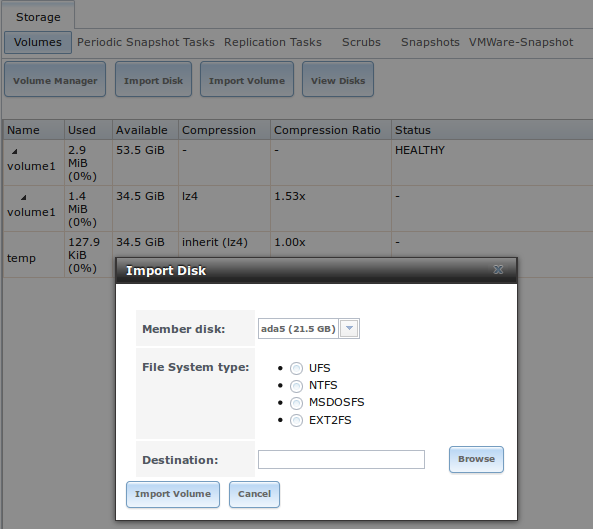 Storage
Volumes Periodic Snapshot Tasks Replication Tasks Scrubs Snapshots VMWare-Snapshot
Volume Manager Import Disk Import Volume View Disks
Name Used Available Compression Compression Ratio Status
volume1 2.9 MiB (0%) 53.5 GiB - - HEALTHY
volume1 1.4 MiB (0%) 34.5 GiB lz4 1.53x -
temp 127.9 KiB (0%) 34.5 GiB inherit (lz4) 1.00x -
Import Disk
Member disk: ada5 (21.5 GB)
File System type:
UFS
NTFS
MSDOSFS
EXT2FS
Destination: Browse
Import Volume Cancel